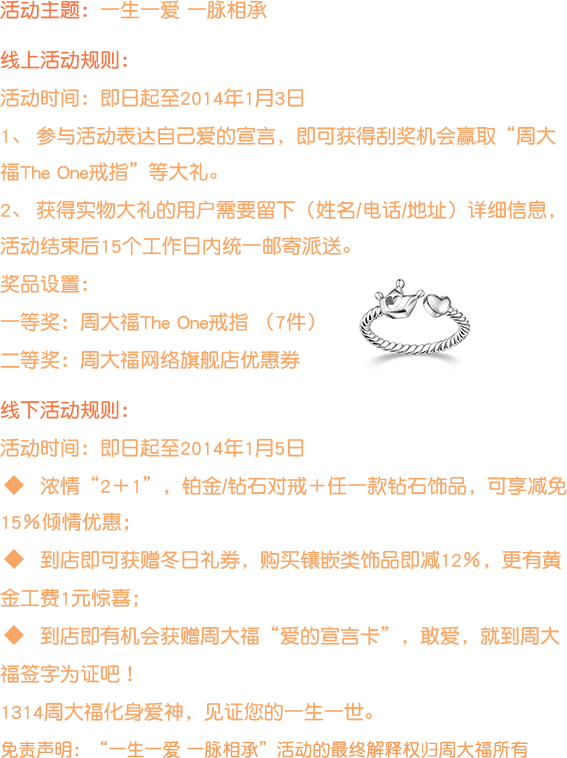 活动主题：一生一爱 一脉相承
线上活动规则：
活动时间：即日起至2014年1月3日
1、 参与活动表达自己爱的宣言，即可获得刮奖机会赢取“周大
福The One戒指”等大礼。
2、 获得实物大礼的用户需要留下（姓名/电话/地址）详细信息，
活动结束后15个工作日内统一邮寄派送。
奖品设置：
一等奖：周大福The One戒指 （7件）
二等奖：周大福网络旗舰店优惠券
线下活动规则：
活动时间：即日起至2014年1月5日
◆ 浓情“2＋1”，铂金/钻石对戒＋任一款钻石饰品，可享减免
15％倾情优惠；
◆ 到店即可获赠冬日礼券，购买镶嵌类饰品即减12％，更有黄
金工费1元惊喜；
◆ 到店即有机会获赠周大福“爱的宣言卡”，敢爱，就到周大
福签字为证吧！
1314周大福化身爱神，见证您的一生一世。
免责声明：“一生一爱 一脉相承”活动的最终解释权归周大福所有